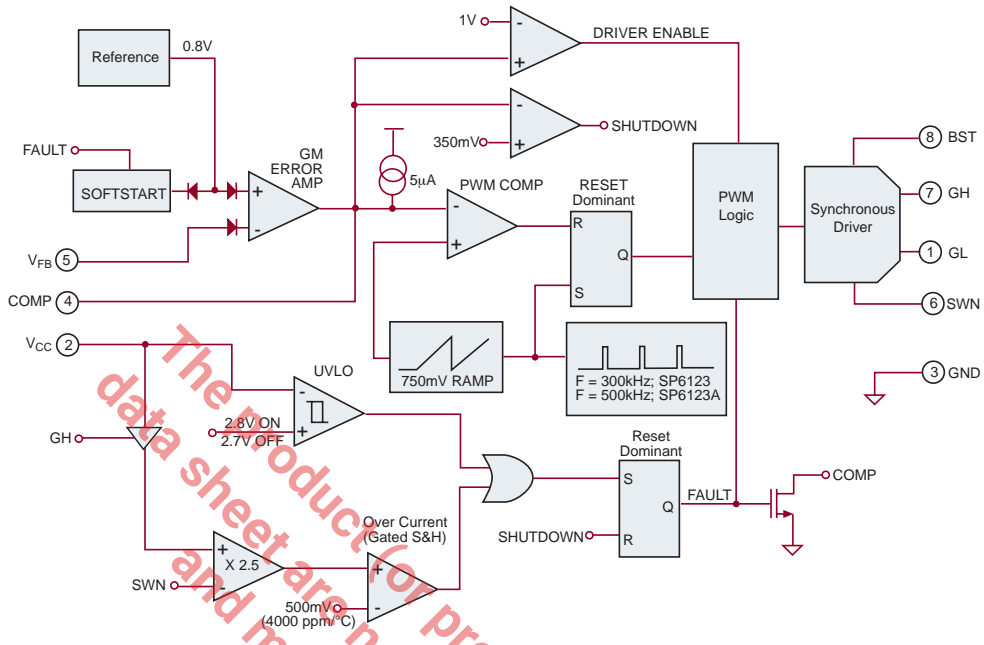 1V
-
+
DRIVER ENABLE
Reference
0.8V
-
350mV
+
SHUTDOWN
FAULT
SOFTSTART
GM
ERROR
AMP
+
-
5µA
PWM COMP
-
+
RESET
Dominant
R
Q
S
PWM
Logic
Synchronous
Driver
8 BST
7 GH
1 GL
6 SWN
3 GND
VFB 5
COMP 4
VCC 2
750mV RAMP
F = 300kHz; SP6123
F = 500kHz; SP6123A
UVLO
-
+
2.8V ON
2.7V OFF
GH
Reset
Dominant
S
Q
R
FAULT
SHUTDOWN
COMP
Over Current
(Gated S&H)
+
X 2.5
-
SWN
+
-
500mV
(4000 ppm/°C)
The product (or pro
data sheet are n
and m